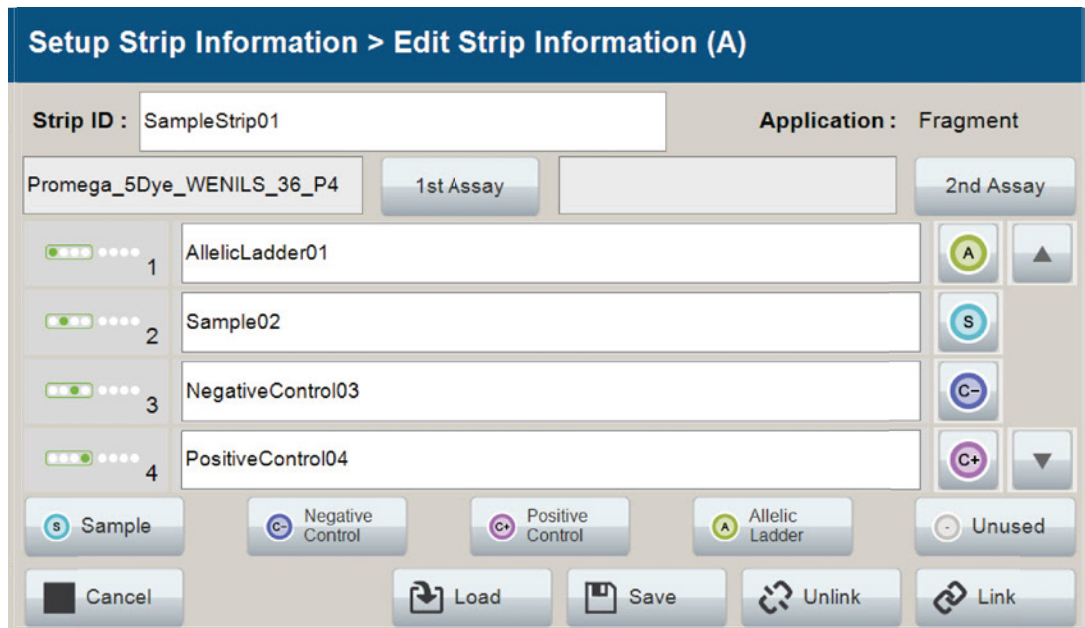 Setup Strip Information > Edit Strip Information (A)
Strip ID : SampleStrip01 Application : Fragment
Promega_5Dye_WENILS_36_P4 1st Assay 2nd Assay
1 AllelicLadder01 A
2 Sample02 S
3 NegativeControl03 C-
4 PositiveControl04 C+
S Sample C- Negative Control C+ Positive Control A Allelic Ladder - Unused
Cancel Load Save Unlink Link